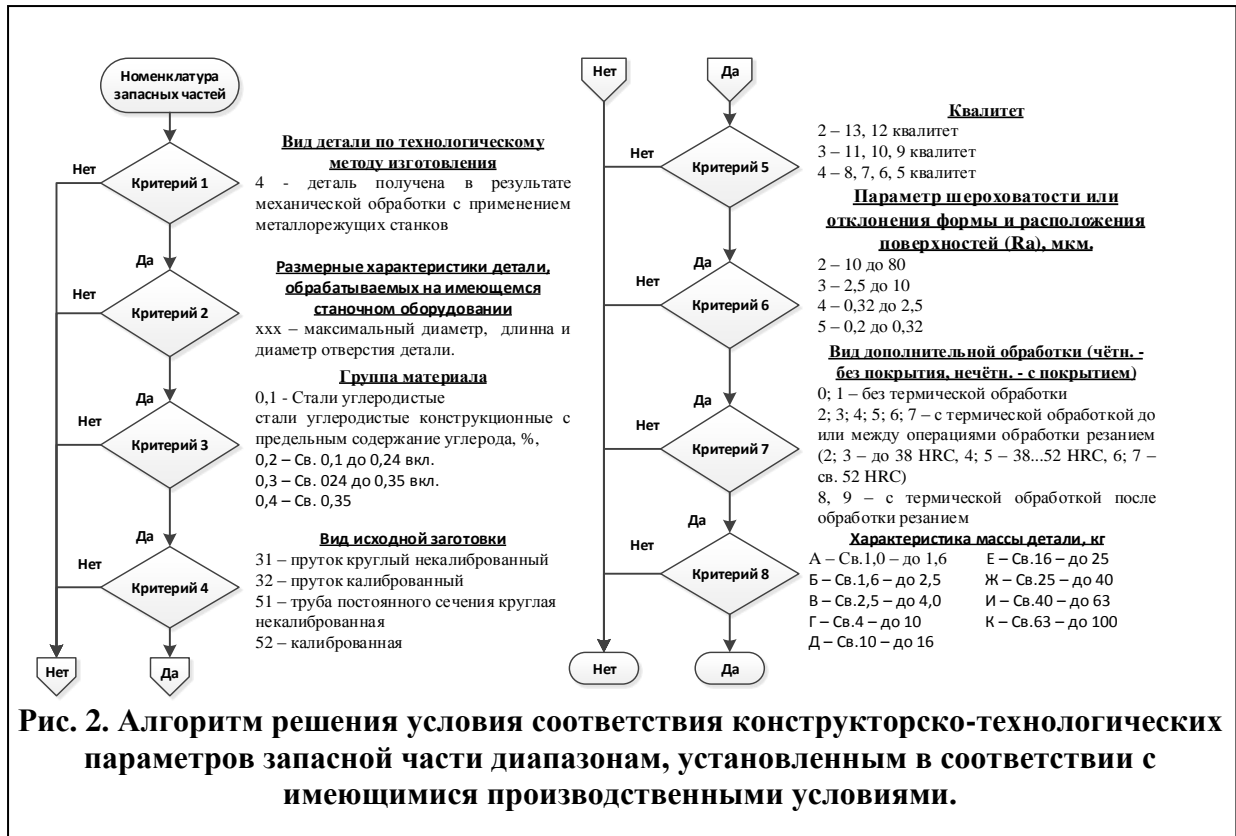 Номенклатура
запасных частей
Нет
Критерий 1
Вид детали по технологическому
методу изготовления
4 - деталь получена в результате
механической обработки с применением
металлорежущих станков
Да
Нет
Критерий 2
Размерные характеристики детали,
обрабатываемых на имеющемся
станочном оборудовании
xxx – максимальный диаметр, длинна и
диаметр отверстия детали.
Да
Нет
Критерий 3
Группа материала
0,1 - Стали углеродистые
стали углеродистые конструкционные с
предельным содержание углерода, %,
0,2 – Св. 0,1 до 0,24 вкл.
0,3 – Св. 024 до 0,35 вкл.
0,4 – Св. 0,35
Да
Нет
Критерий 4
Вид исходной заготовки
31 – пруток круглый некалиброванный
32 – пруток калиброванный
51 – труба постоянного сечения круглая
некалиброванная
52 – калиброванная
Нет
Да
Нет
Да
Нет
Критерий 5
Квалитет
2 – 13, 12 квалитет
3 – 11, 10, 9 квалитет
4 – 8, 7, 6, 5 квалитет
Да
Нет
Критерий 6
Параметр шероховатости или
отклонения формы и расположения
поверхностей (Ra), мкм.
2 – 10 до 80
3 – 2,5 до 10
4 – 0,32 до 2,5
5 – 0,2 до 0,32
Да
Нет
Критерий 7
Вид дополнительной обработки (чётн. -
без покрытия, нечётн. - с покрытием)
0; 1 – без термической обработки
2; 3; 4; 5; 6; 7 – с термической обработкой до
или между операциями обработки резанием
(2; 3 – до 38 HRC, 4; 5 – 38...52 HRC, 6; 7 –
св. 52 HRC)
8, 9 – с термической обработкой после
обработки резанием
Да
Нет
Критерий 8
Характеристика массы детали, кг
А – Св.1,0 – до 1,6
Б – Св.1,6 – до 2,5
В – Св.2,5 – до 4,0
Г – Св.4 – до 10
Д – Св.10 – до 16
Е – Св.16 – до 25
Ж – Св.25 – до 40
И – Св.40 – до 63
К – Св.63 – до 100
Нет
Да
Рис. 2. Алгоритм решения условия соответствия конструкторско-технологических
параметров запасной части диапазонам, установленным в соответствии с
имеющимися производственными условиями.